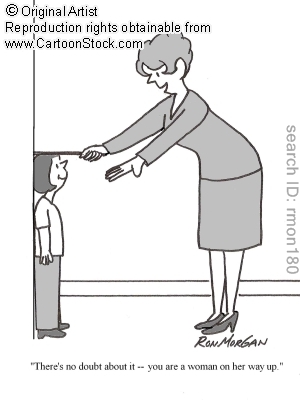 © Original Artist
Reproduction rights obtainable from
www.CartoonStock.com
search ID: rmon180
RON MORGAN
"There's no doubt about it -- you are a woman on her way up."